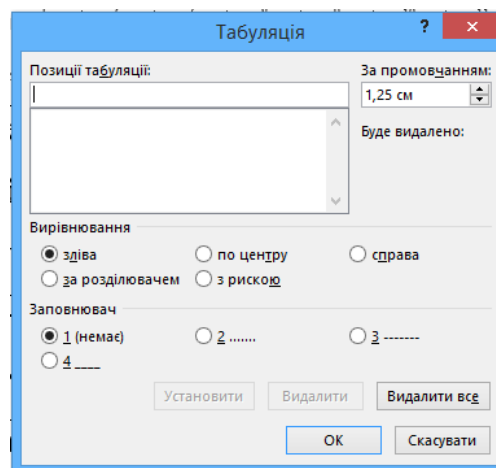 Табуляція ?
Позиції табуляції: За промовчанням:
1,25 см
Буде видалено:
Вирівнювання
зліва по центру справа
за розділювачем з рискою
Заповнювач
1 (немає) 2 ....... 3 -------
4 ____
Установити Видалити Видалити все
ОК Скасувати